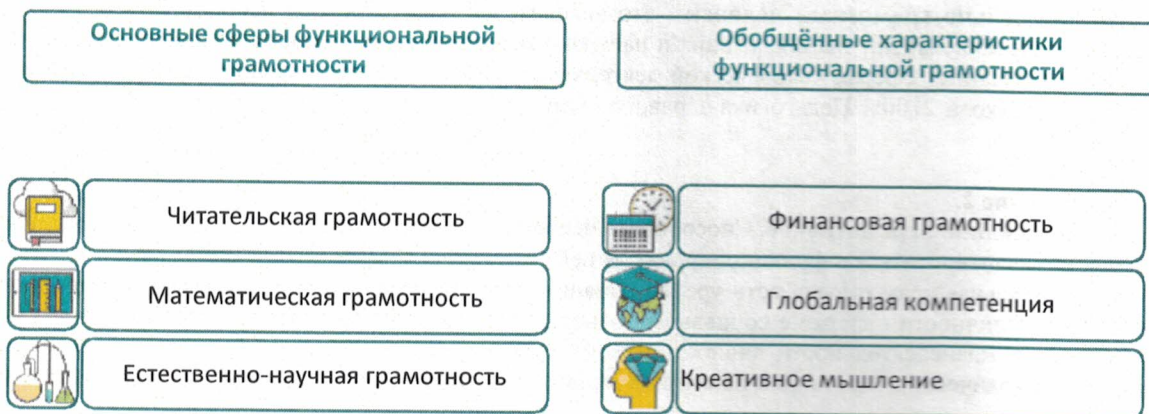 Основные сферы функциональной
грамотности
Обобщённые характеристики
функциональной грамотности
Читательская грамотность
Математическая грамотность
Естественно-научная грамотность
Финансовая грамотность
Глобальная компетенция
Креативное мышление